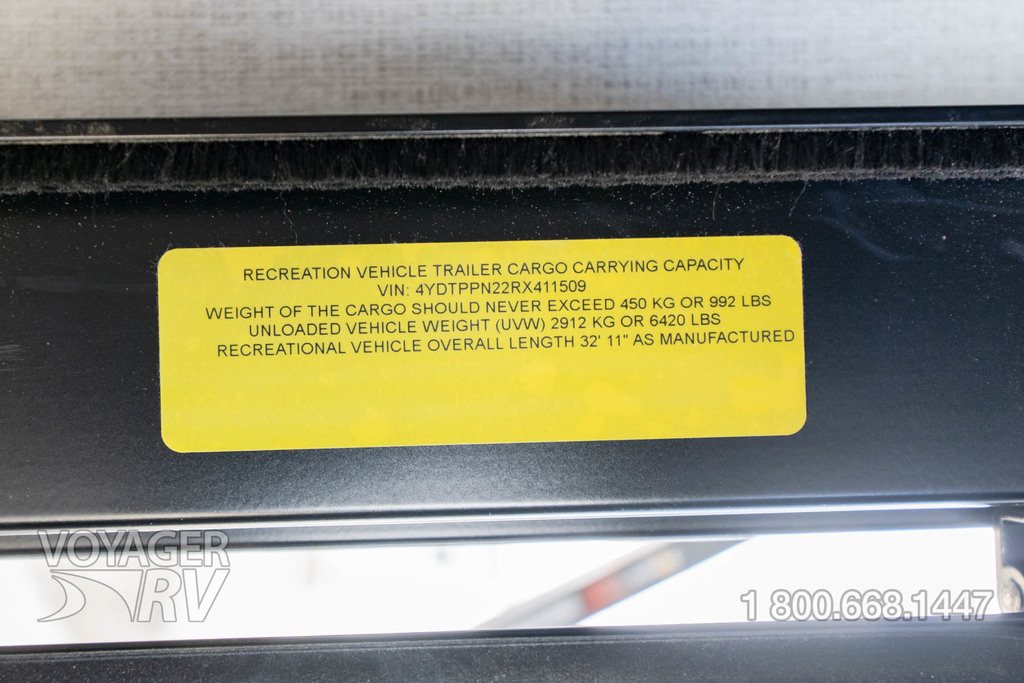 RECREATION VEHICLE TRAILER CARGO CARRYING CAPACITY
VIN: 4YDTPPN22RX411509
WEIGHT OF THE CARGO SHOULD NEVER EXCEED 450 KG OR 992 LBS
UNLOADED VEHICLE WEIGHT (UVW) 2912 KG OR 6420 LBS
RECREATIONAL VEHICLE OVERALL LENGTH 32' 11" AS MANUFACTURED
VOYAGER
RV
1 800.668.1447